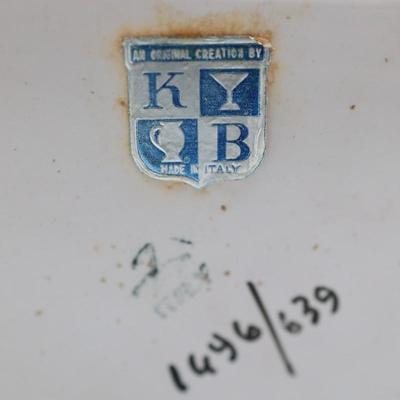 AN ORIGINAL CREATION BY
K
B
MADE IN ITALY
1496/639